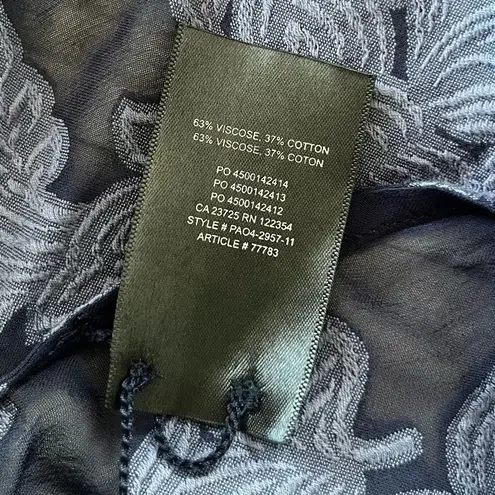 63% VISCOSE, 37% COTTON
63% VISCOSE, 37% COTON
PO 4500142414
PO 4500142413
PO 4500142412
CA 23725 RN 122354
STYLE # PAO4-2957-11
ARTICLE # 77783